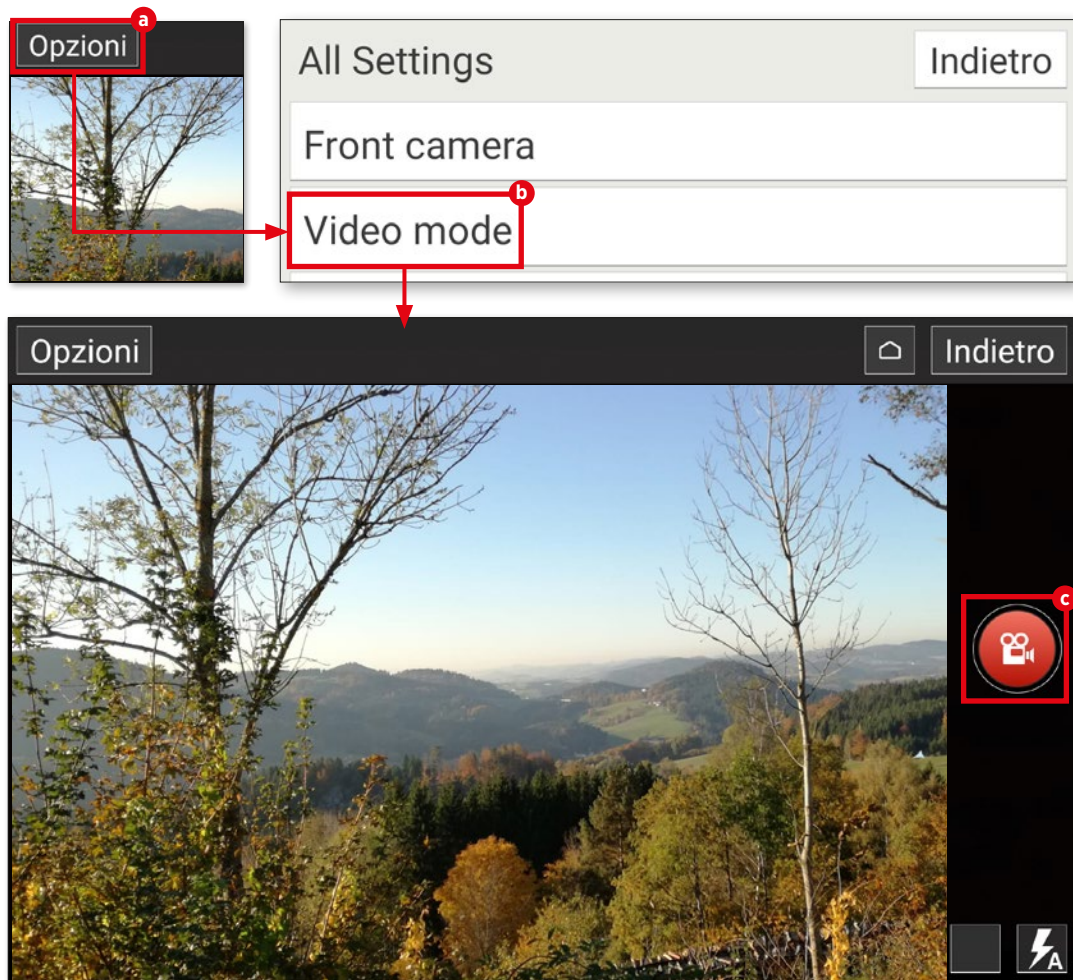 Opzioni
a
All Settings
Indietro
Front camera
b
Video mode
Opzioni
Indietro
c
A